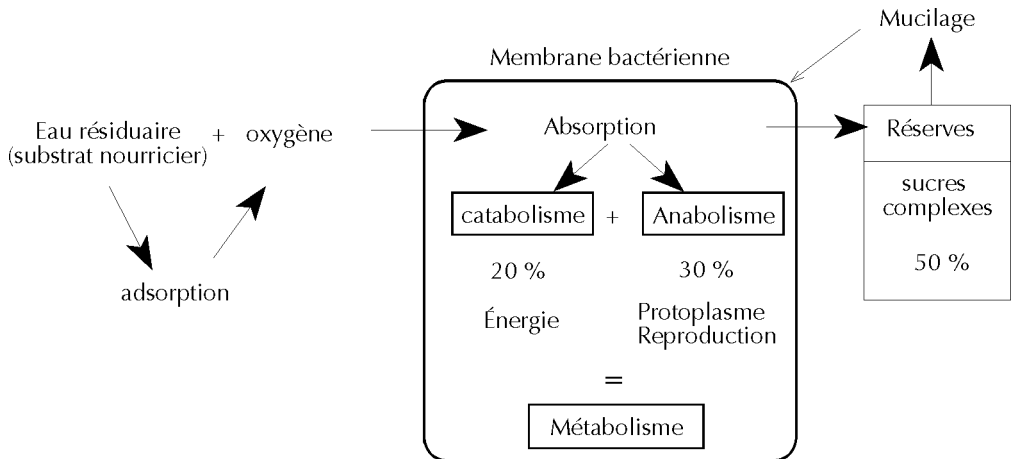 Mucilage
Membrane bactérienne
Eau résiduaire + oxygène
(substrat nourricier)
adsorption
Absorption
catabolisme + Anabolisme
20 % 30 %
Énergie
Protoplasme
Reproduction
=
Métabolisme
Réserves
sucres
complexes
50 %